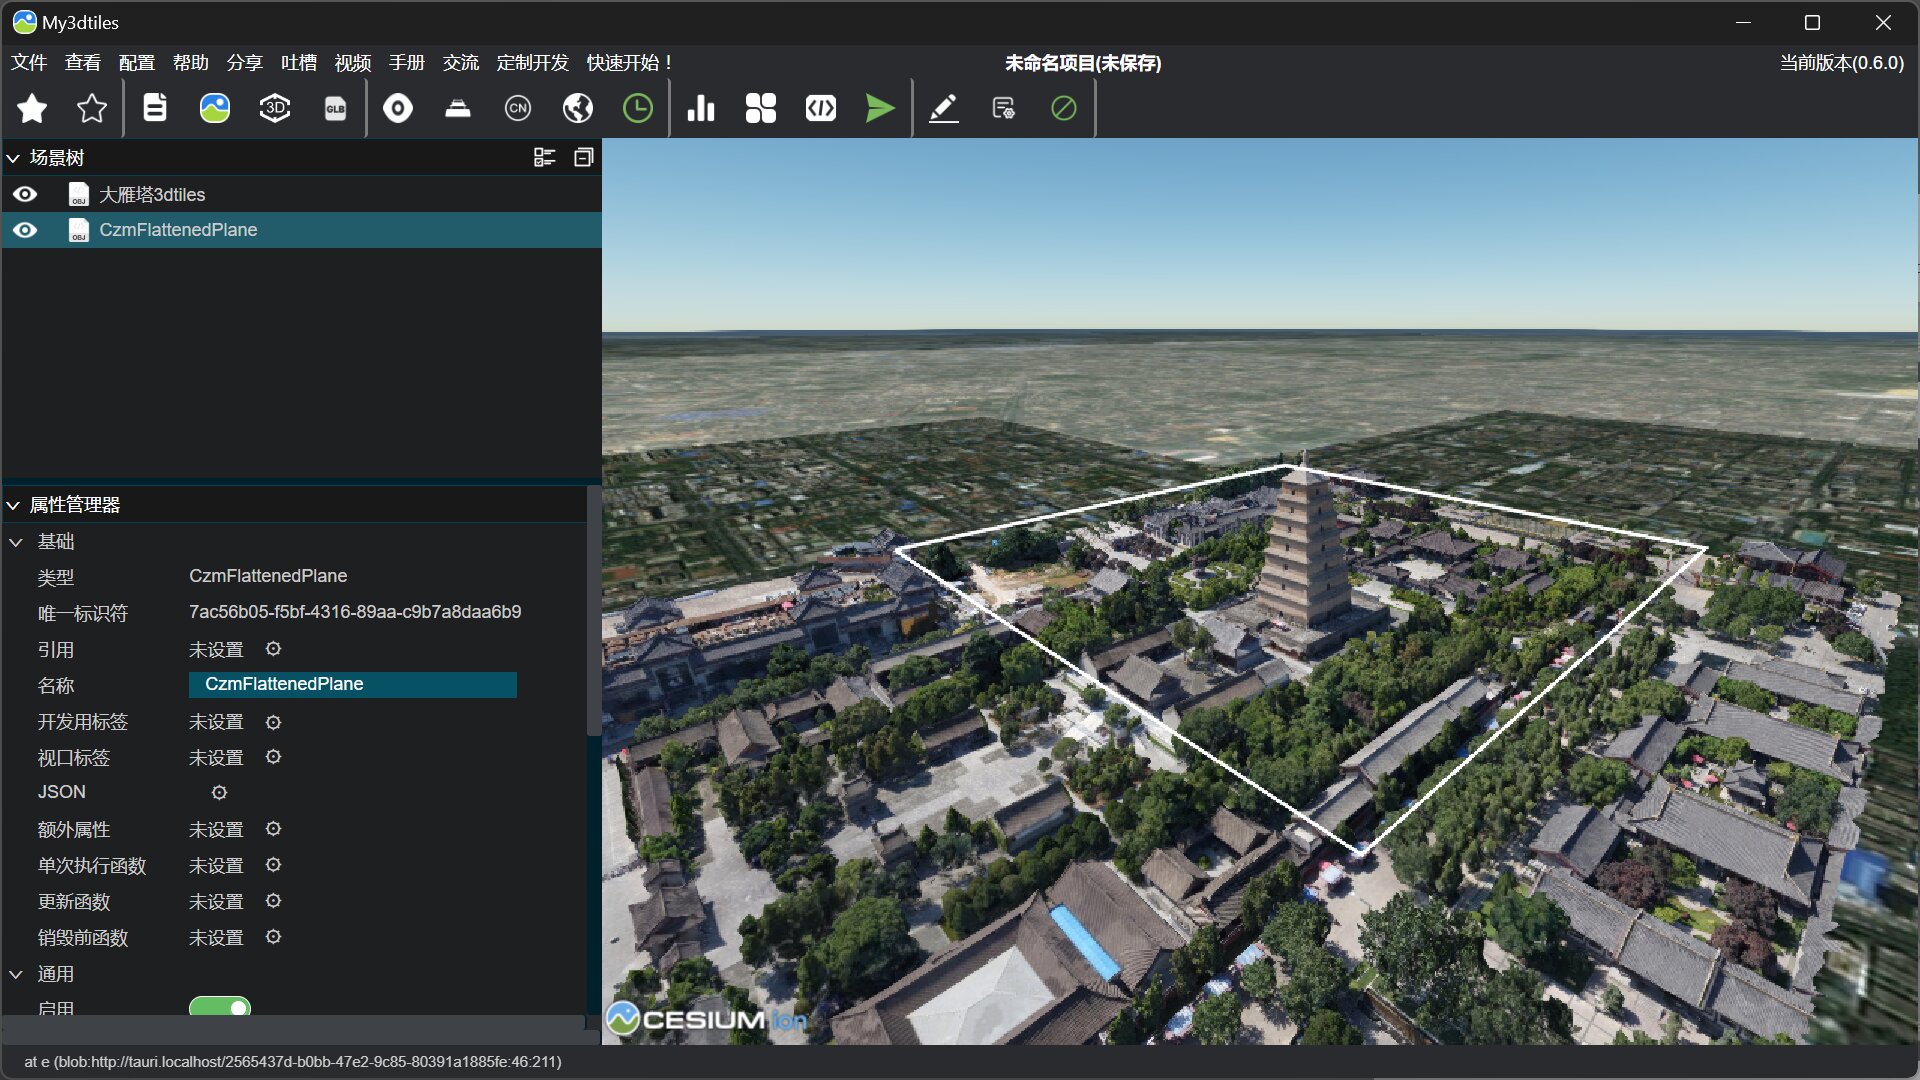 My3dtiles
文件 查看 配置 帮助 分享 吐槽 视频 手册 交流 定制开发 快速开始！ 未命名项目(未保存) 当前版本(0.6.0)
3D GLB CN
场景树
OBJ 大雁塔3dtiles
OBJ CzmFlattenedPlane
属性管理器
基础
类型 CzmFlattenedPlane
唯一标识符 7ac56b05-f5bf-4316-89aa-c9b7a8daa6b9
引用 未设置
名称 CzmFlattenedPlane
开发用标签 未设置
视口标签 未设置
JSON
额外属性 未设置
单次执行函数 未设置
更新函数 未设置
销毁前函数 未设置
通用
启用
CESIUM ion
at e (blob:http://tauri.localhost/2565437d-b0bb-47e2-9c85-80391a1885fe:46:211)